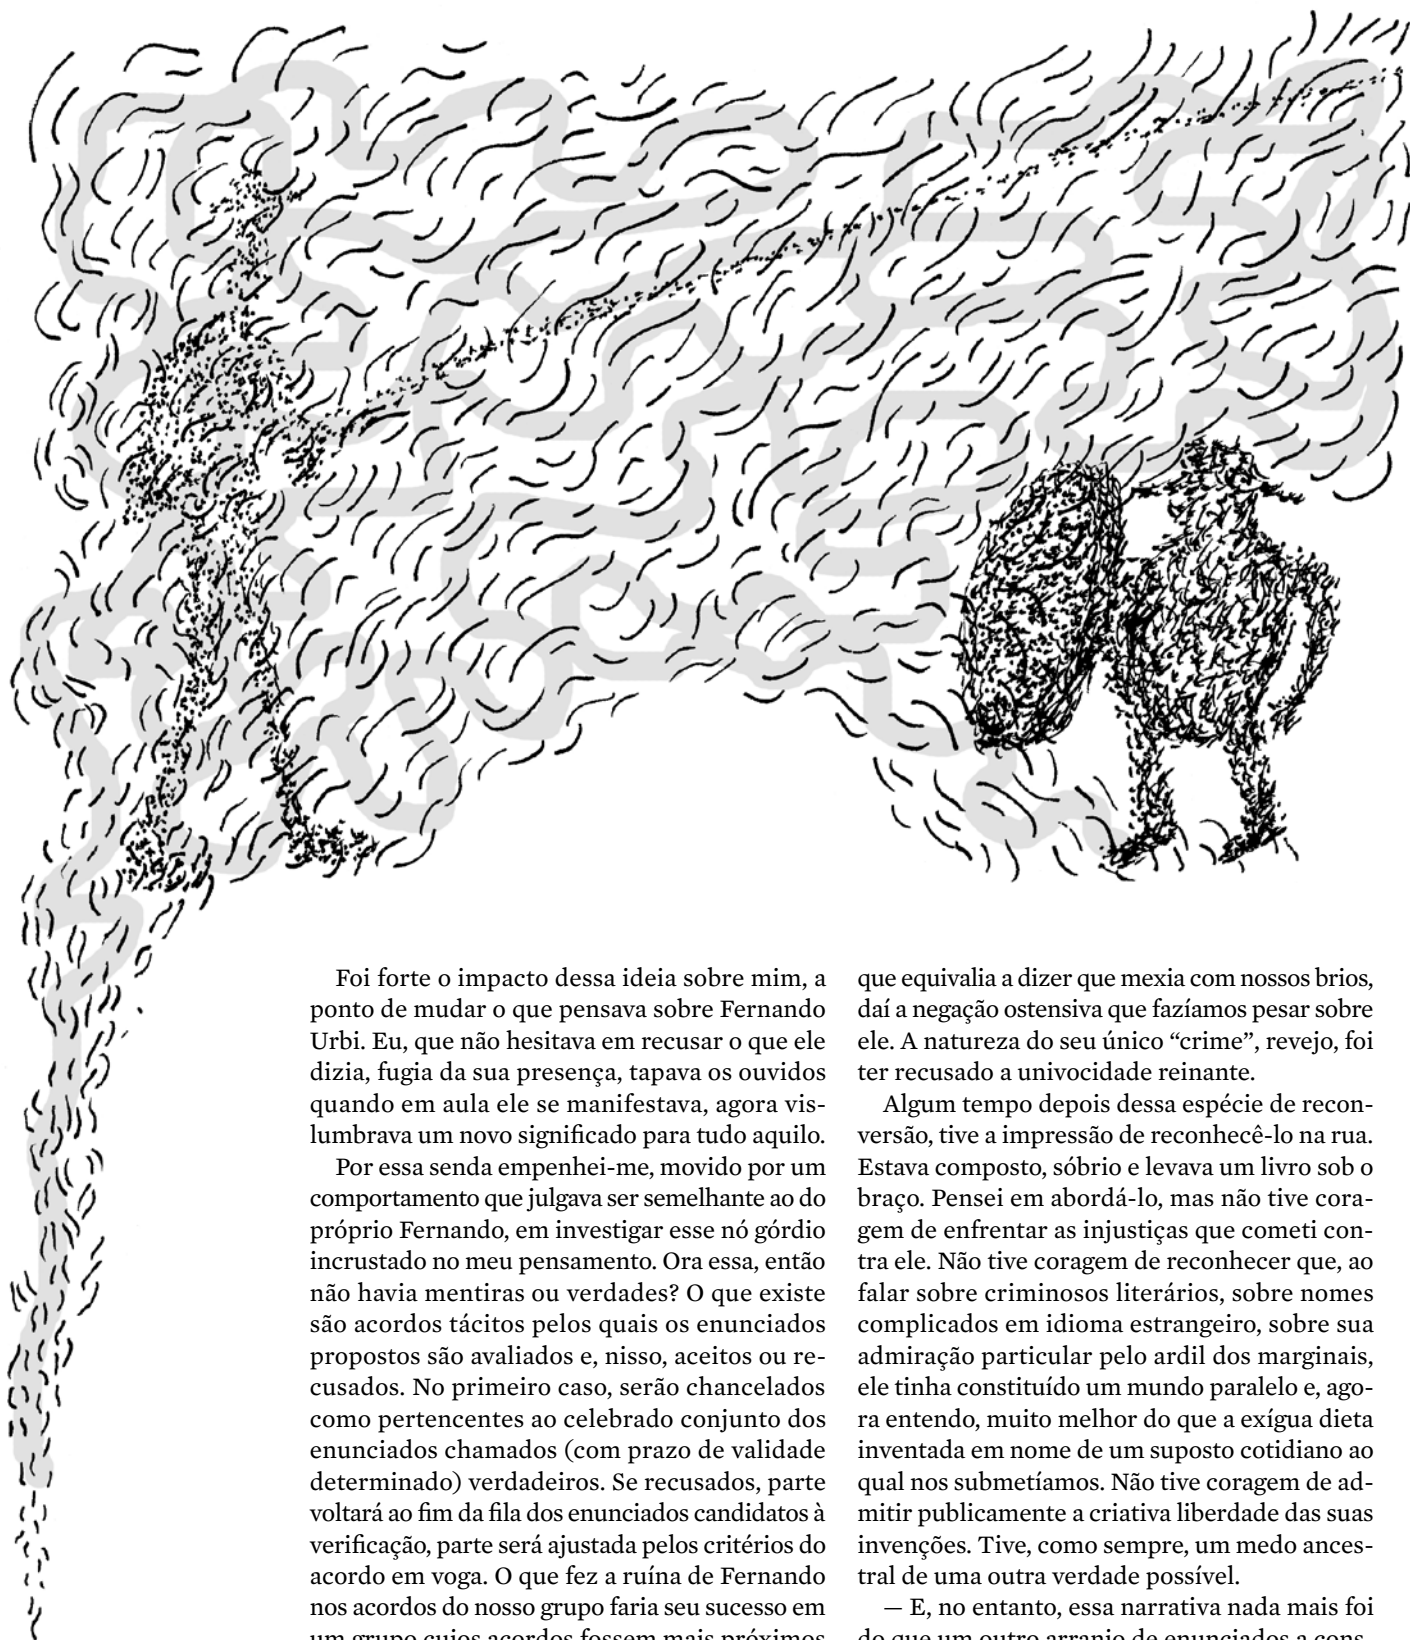 Foi forte o impacto dessa ideia sobre mim, a
ponto de mudar o que pensava sobre Fernando
Urbi. Eu, que não hesitava em recusar o que ele
dizia, fugia da sua presença, tapava os ouvidos
quando em aula ele se manifestava, agora vis-
lumbrava um novo significado para tudo aquilo.
Por essa senda empenhei-me, movido por um
comportamento que julgava ser semelhante ao do
próprio Fernando, em investigar esse nó górdio
incrustado no meu pensamento. Ora essa, então
não havia mentiras ou verdades? O que existe
são acordos tácitos pelos quais os enunciados
propostos são avaliados e, nisso, aceitos ou re-
cusados. No primeiro caso, serão chancelados
como pertencentes ao celebrado conjunto dos
enunciados chamados (com prazo de validade
determinado) verdadeiros. Se recusados, parte
voltará ao fim da fila dos enunciados candidatos à
verificação, parte será ajustada pelos critérios do
acordo em voga. O que fez a ruína de Fernando
nos acordos do nosso grupo faria seu sucesso em
um grupo cujos acordos fossem mais próximos
que equivalia a dizer que mexia com nossos brios,
daí a negação ostensiva que fazíamos pesar sobre
ele. A natureza do seu único “crime”, revejo, foi
ter recusado a univocidade reinante.
Algum tempo depois dessa espécie de recon-
versão, tive a impressão de reconhecê-lo na rua.
Estava composto, sóbrio e levava um livro sob o
braço. Pensei em abordá-lo, mas não tive cora-
gem de enfrentar as injustiças que cometi con-
tra ele. Não tive coragem de reconhecer que, ao
falar sobre criminosos literários, sobre nomes
complicados em idioma estrangeiro, sobre sua
admiração particular pelo ardil dos marginais,
ele tinha constituído um mundo paralelo e, ago-
ra entendo, muito melhor do que a exígua dieta
inventada em nome de um suposto cotidiano ao
qual nos submetíamos. Não tive coragem de ad-
mitir publicamente a criativa liberdade das suas
invenções. Tive, como sempre, um medo ances-
tral de uma outra verdade possível.
— E, no entanto, essa narrativa nada mais foi
do que um outro arranjo de enunciados a cons-